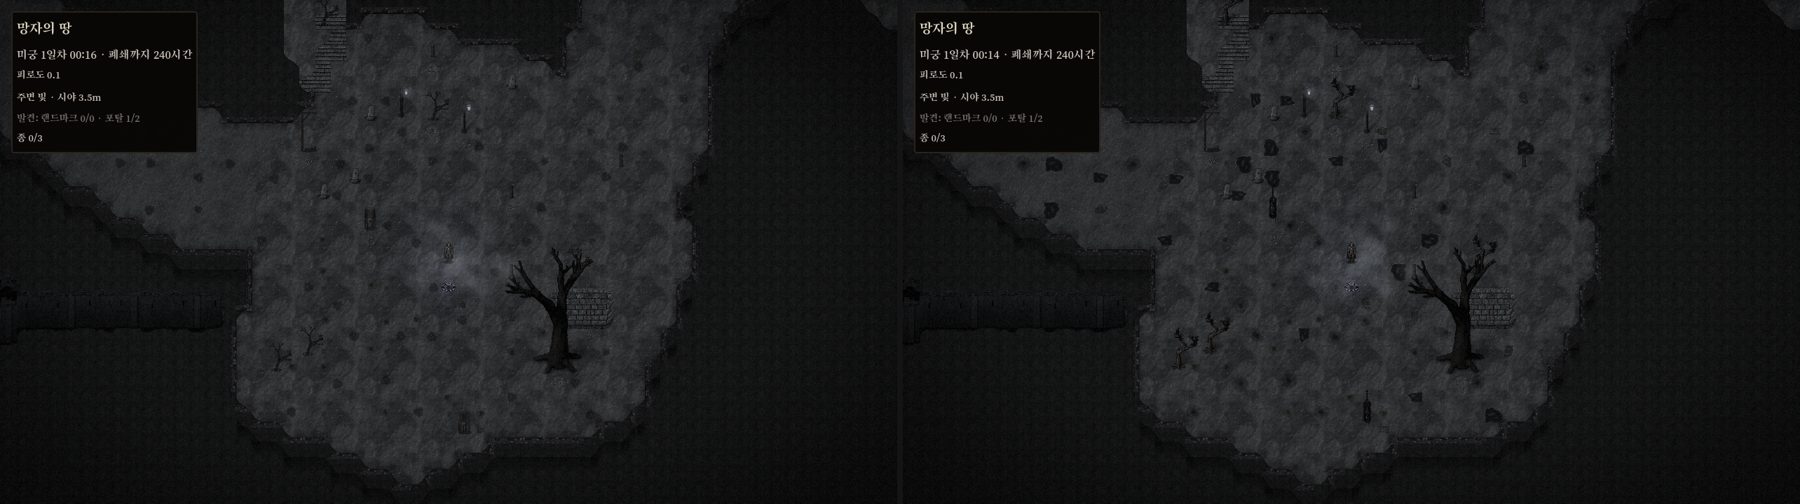 망자의 땅
미궁 1일차 00:16 · 폐쇄까지 240시간
피로도 0.1
주변 빛 · 시야 3.5m
발견: 랜드마크 0/0 · 포탈 1/2
종 0/3
망자의 땅
미궁 1일차 00:14 · 폐쇄까지 240시간
피로도 0.1
주변 빛 · 시야 3.5m
발견: 랜드마크 0/0 · 포탈 1/2
종 0/3